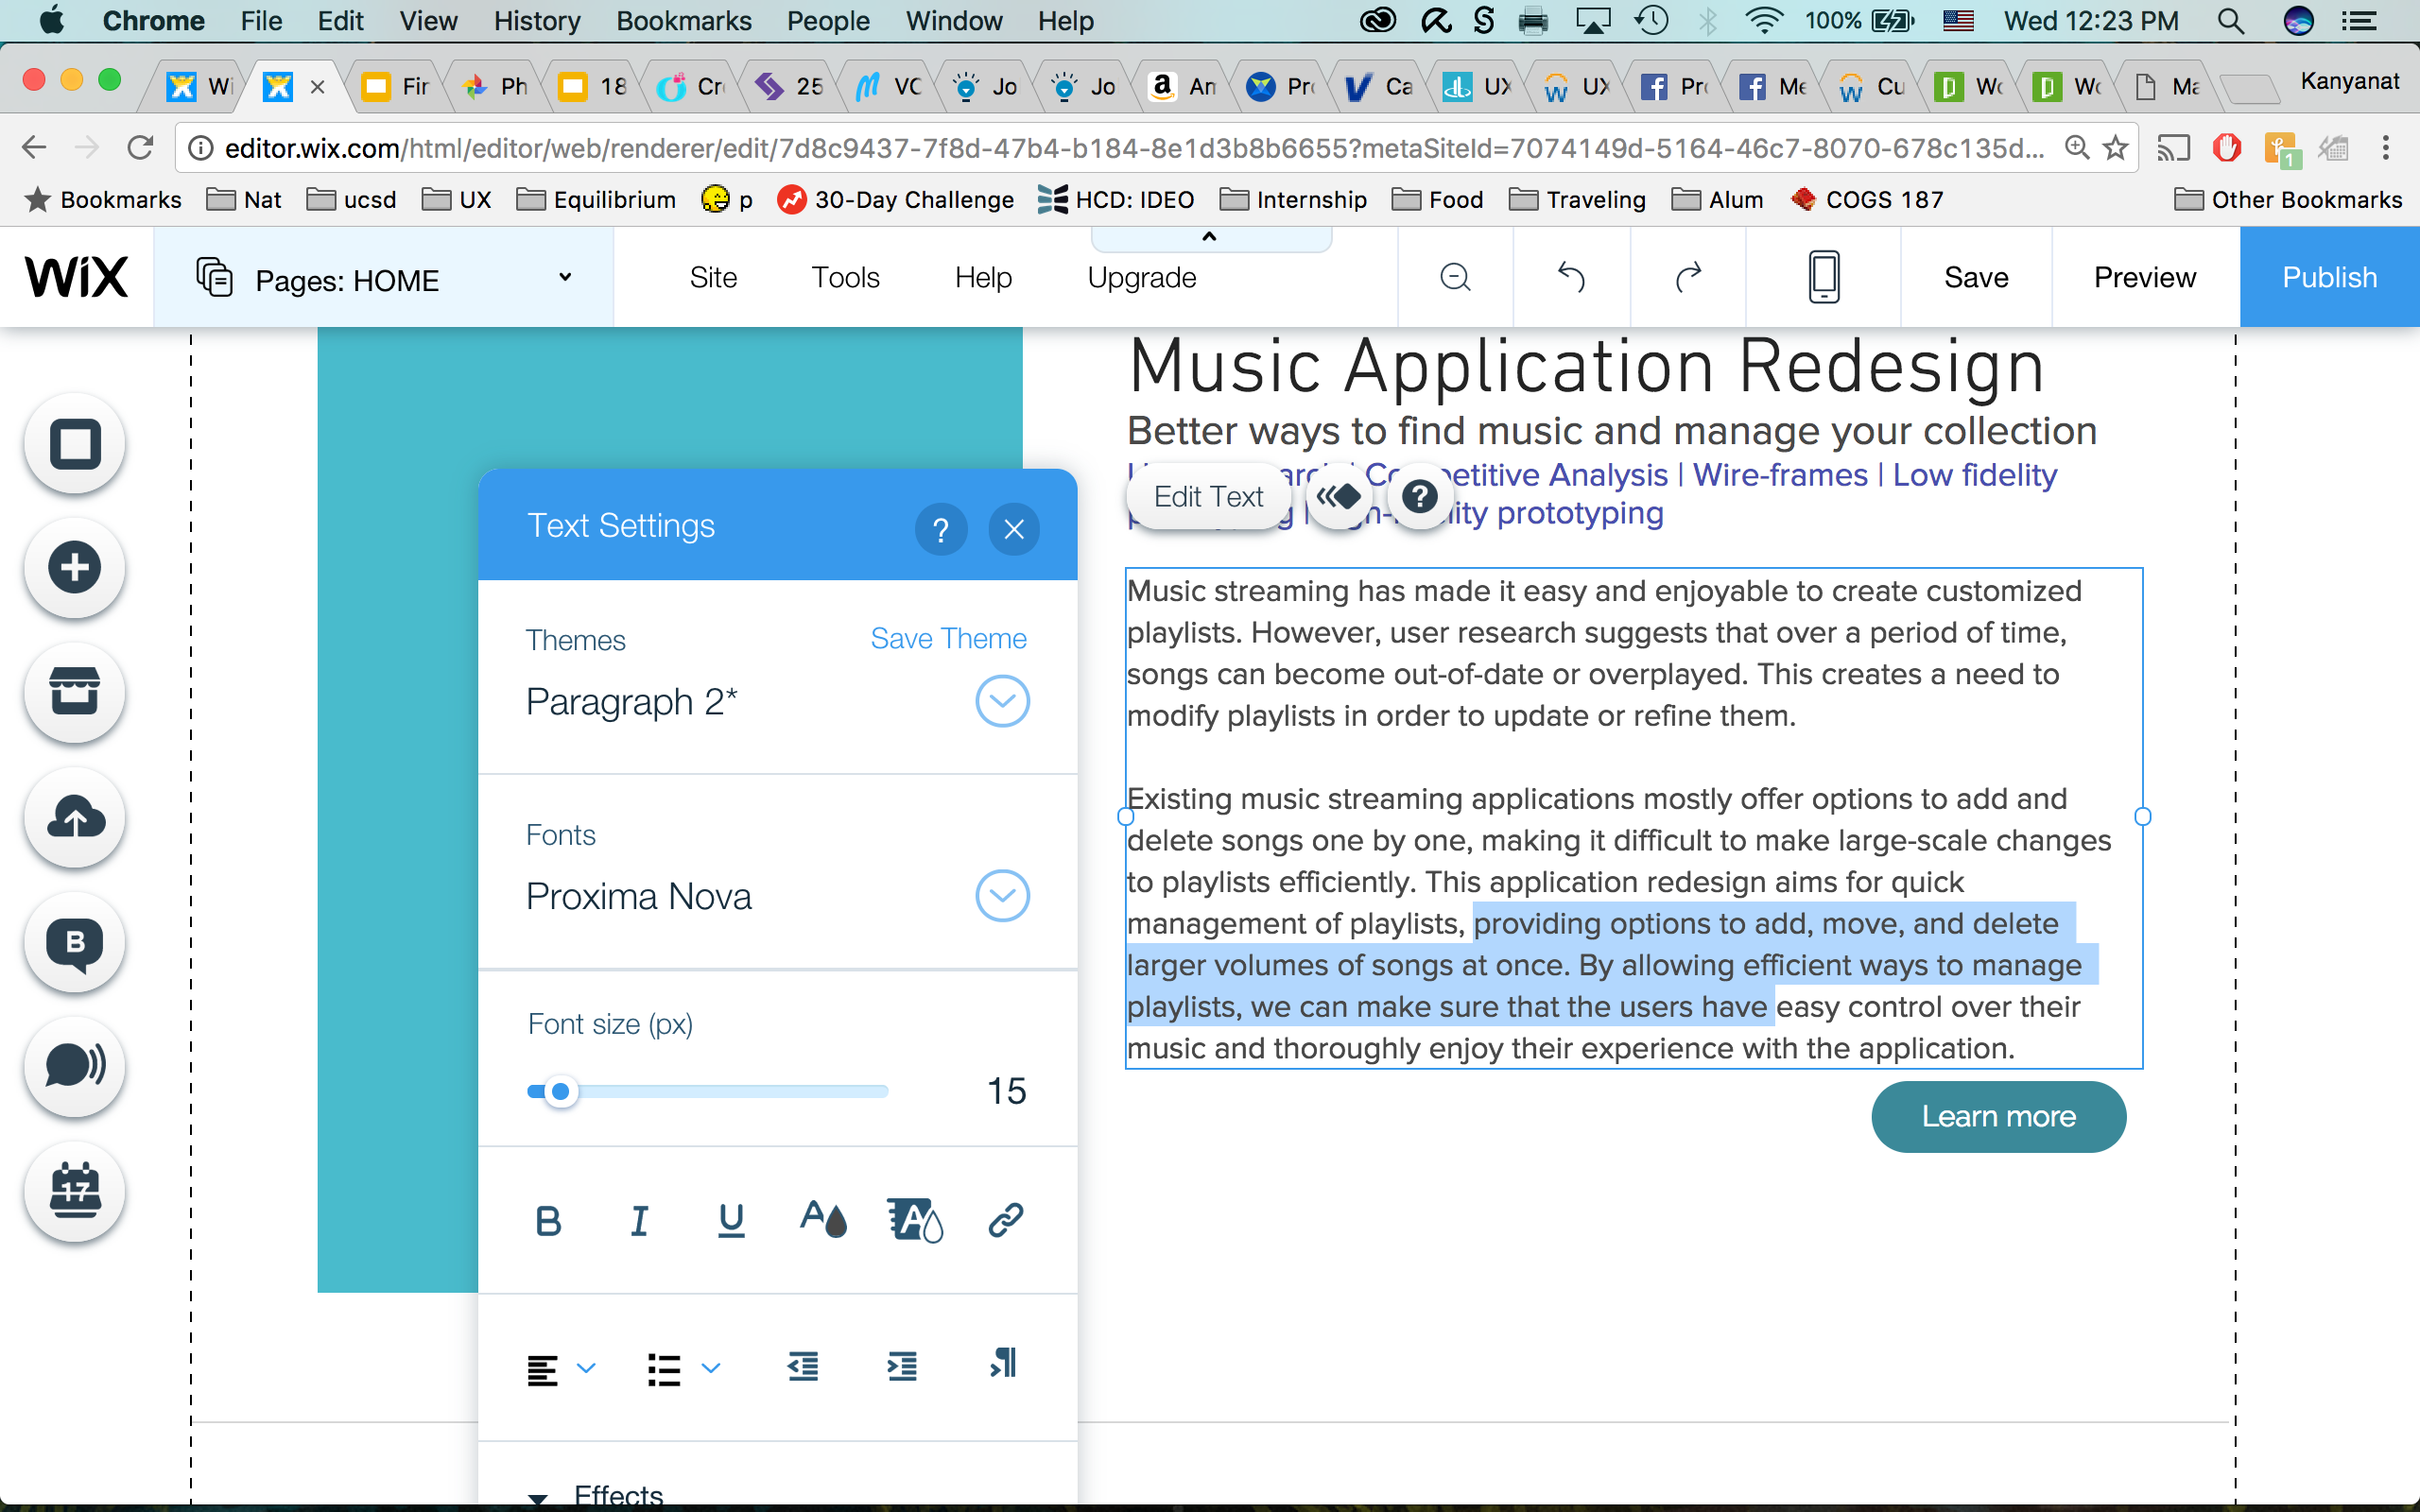 Chrome File Edit View History Bookmarks People Window Help 100% Wed 12:23 PM
Wi Fir Ph 18 Cr 25 VC Jo Jo a Am Pr Ca dl UX UX Pr Me Cu Wo Wo Ma Kanyanat
editor.wix.com/html/editor/web/renderer/edit/7d8c9437-7f8d-47b4-b184-8e1d3b8b6655?metaSiteId=7074149d-5164-46c7-8070-678c135d... 1
Bookmarks Nat ucsd UX Equilibrium p 30-Day Challenge HCD: IDEO Internship Food Traveling Alum COGS 187 Other Bookmarks
WiX Pages: HOME Site Tools Help Upgrade Save Preview Publish
Music Application Redesign
Better ways to find music and manage your collection
Analysis | Wire-frames | Low fidelity
prototyping
Edit Text ?
Music streaming has made it easy and enjoyable to create customized
playlists. However, user research suggests that over a period of time,
songs can become out-of-date or overplayed. This creates a need to
modify playlists in order to update or refine them.
Existing music streaming applications mostly offer options to add and
delete songs one by one, making it difficult to make large-scale changes
to playlists efficiently. This application redesign aims for quick
management of playlists, providing options to add, move, and delete
larger volumes of songs at once. By allowing efficient ways to manage
playlists, we can make sure that the users have easy control over their
music and thoroughly enjoy their experience with the application.
Learn more
Text Settings ?
Themes Save Theme
Paragraph 2*
Fonts
Proxima Nova
Font size (px)
15
B I U A A
Effects
B
17